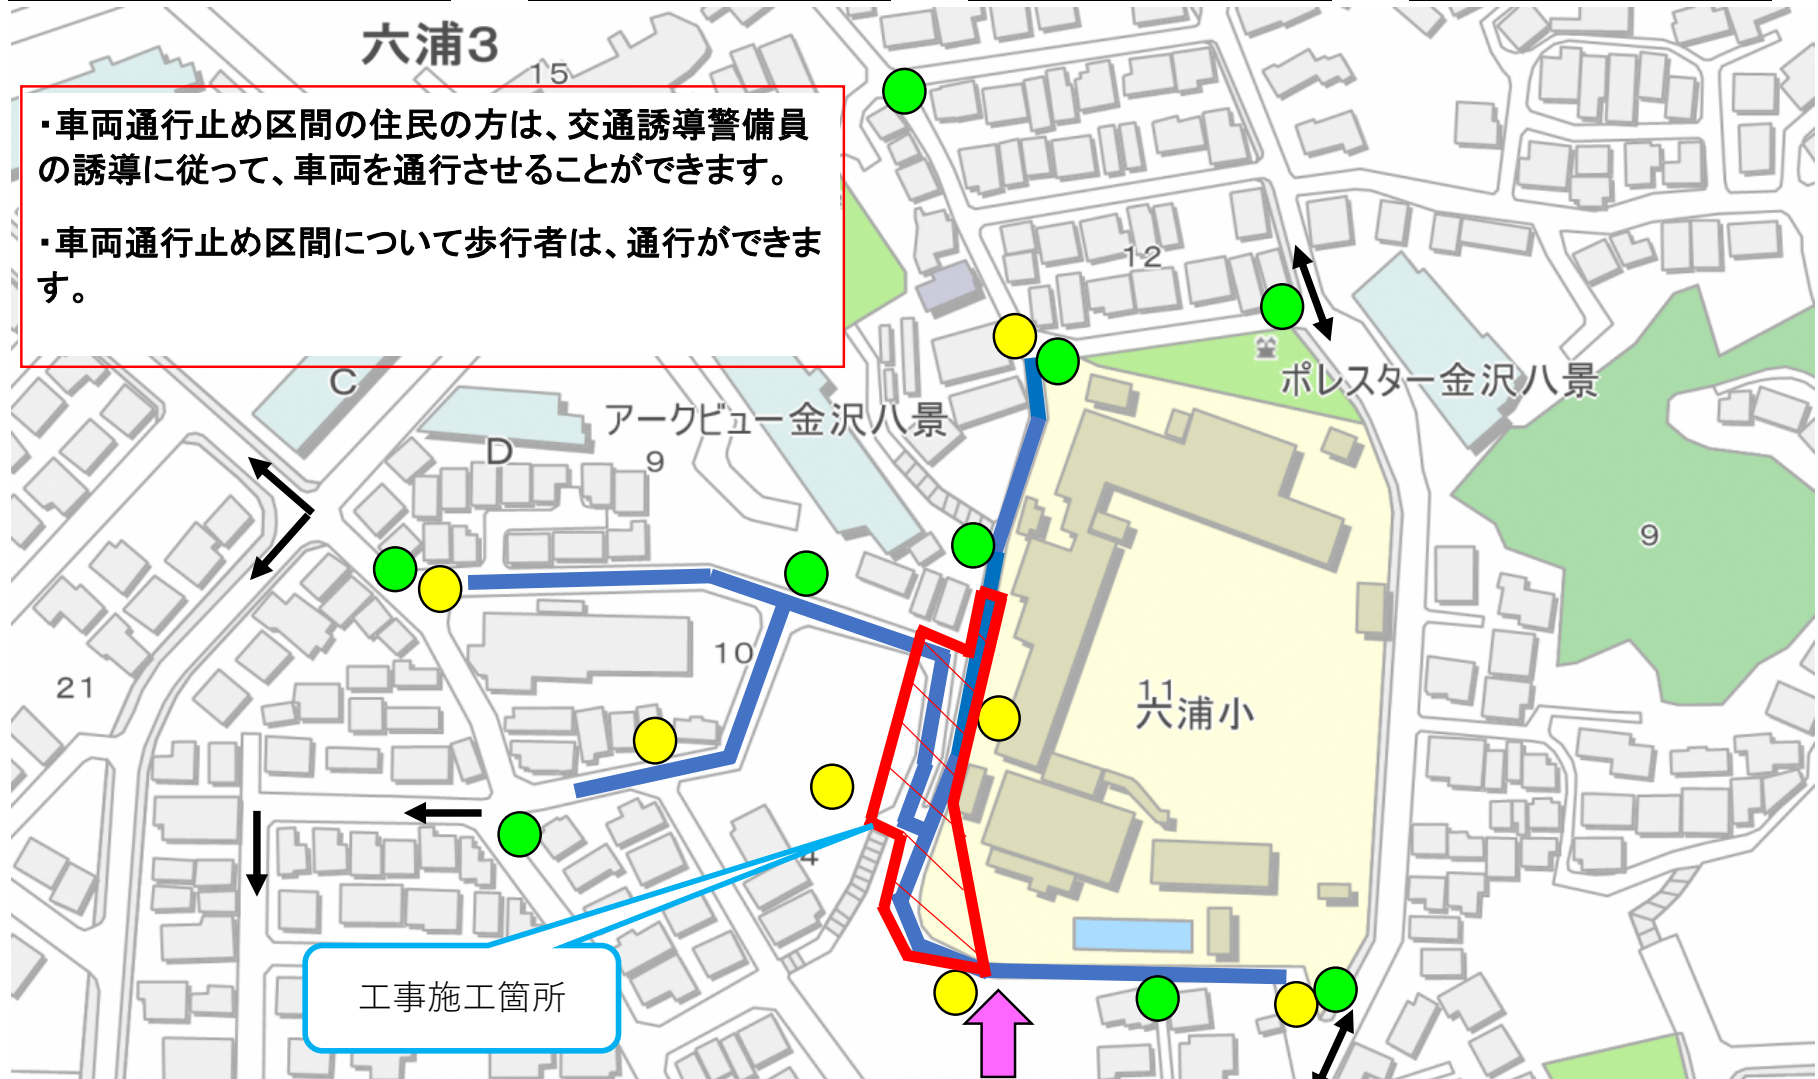 六浦3
15
・車両通行止め区間の住民の方は、交通誘導警備員
の誘導に従って、車両を通行させることができます。
・車両通行止め区間について歩行者は、通行ができま
す。
12
C
ポレスター金沢八景
アークビュー金沢八景
D
9
9
10
21
11
六浦小
4
工事施工箇所